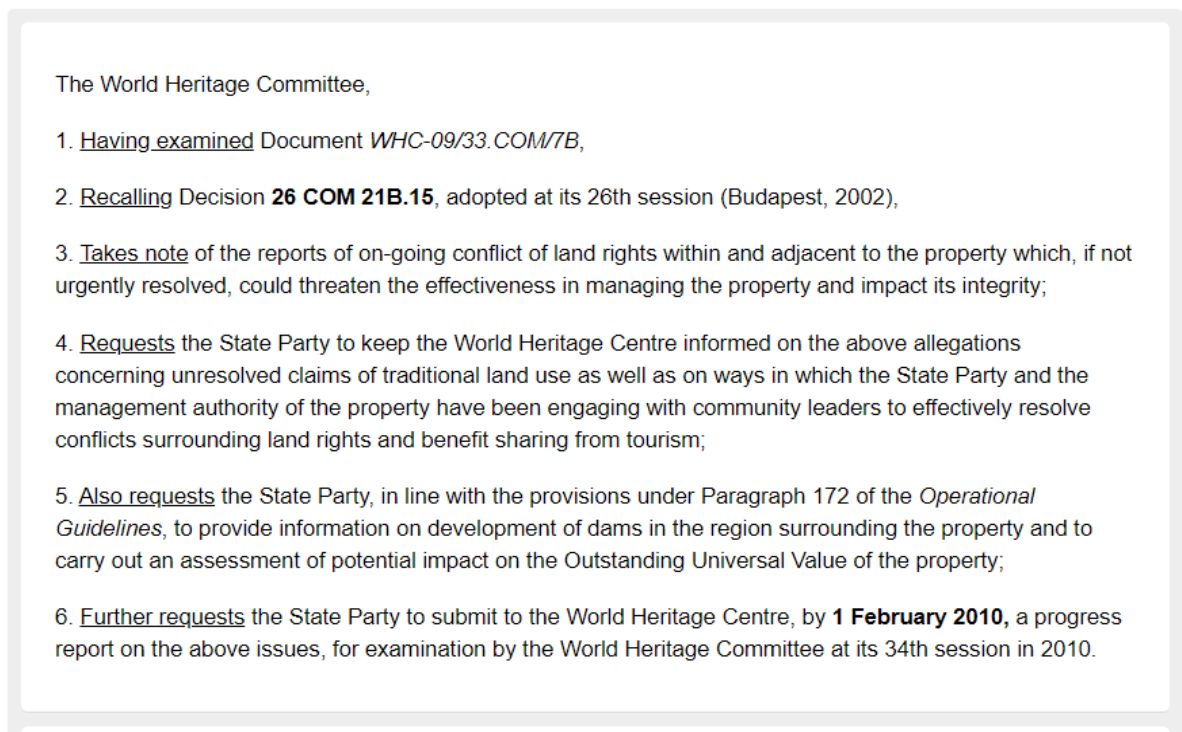 The World Heritage Committee,
1. Having examined Document WHC-09/33.COM/7B,
2. Recalling Decision 26 COM 21B.15, adopted at its 26th session (Budapest, 2002),
3. Takes note of the reports of on-going conflict of land rights within and adjacent to the property which, if not
urgently resolved, could threaten the effectiveness in managing the property and impact its integrity;
4. Requests the State Party to keep the World Heritage Centre informed on the above allegations
concerning unresolved claims of traditional land use as well as on ways in which the State Party and the
management authority of the property have been engaging with community leaders to effectively resolve
conflicts surrounding land rights and benefit sharing from tourism;
5. Also requests the State Party, in line with the provisions under Paragraph 172 of the Operational
Guidelines, to provide information on development of dams in the region surrounding the property and to
carry out an assessment of potential impact on the Outstanding Universal Value of the property;
6. Further requests the State Party to submit to the World Heritage Centre, by 1 February 2010, a progress
report on the above issues, for examination by the World Heritage Committee at its 34th session in 2010.